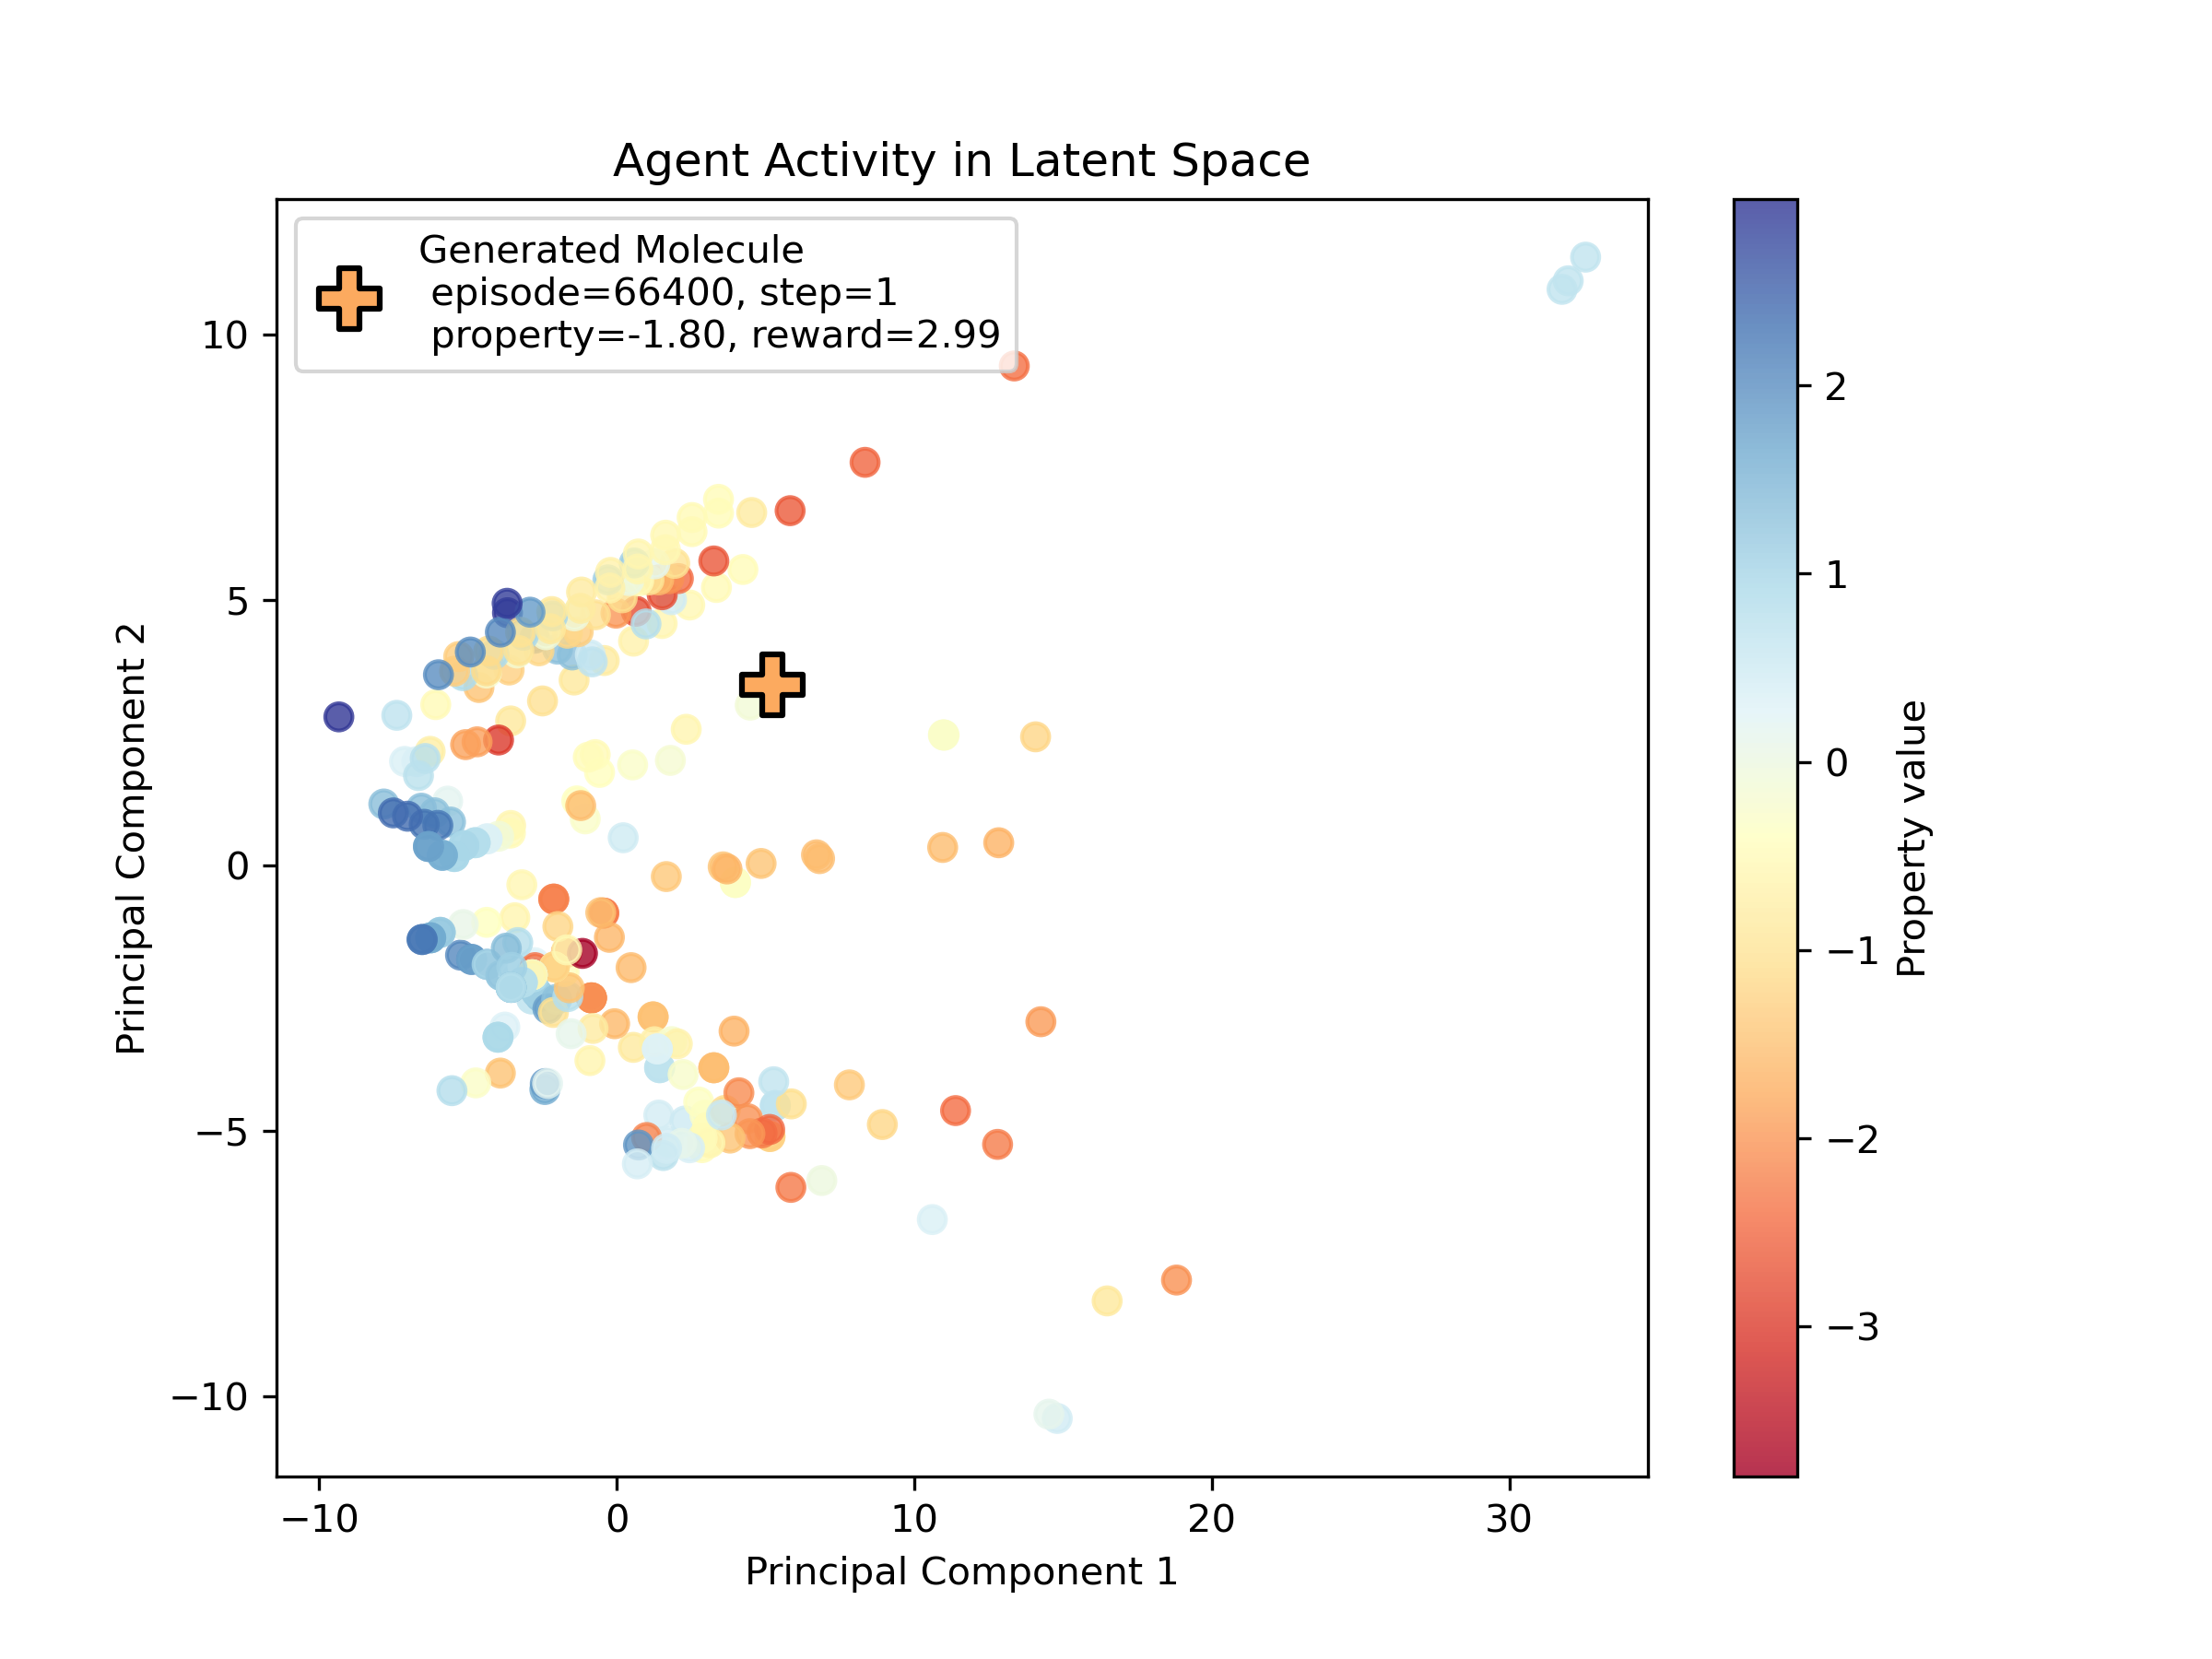 Agent Activity in Latent Space
Generated Molecule
episode=66400, step=1
property=-1.80, reward=2.99
Principal Component 2
10
5
0
−5
−10
−10
0
10
20
30
Principal Component 1
2
1
0
−1
−2
−3
Property value